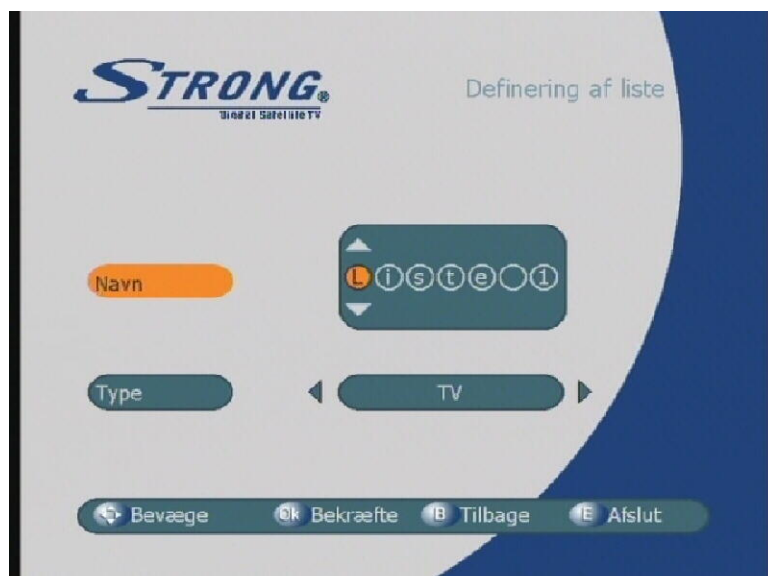 STRONG®
Digital Satellite TV
Definering af liste
Navn
Liste 1
Type
TV
Bevæge
Ok Bekræfte
B Tilbage
E Afslut